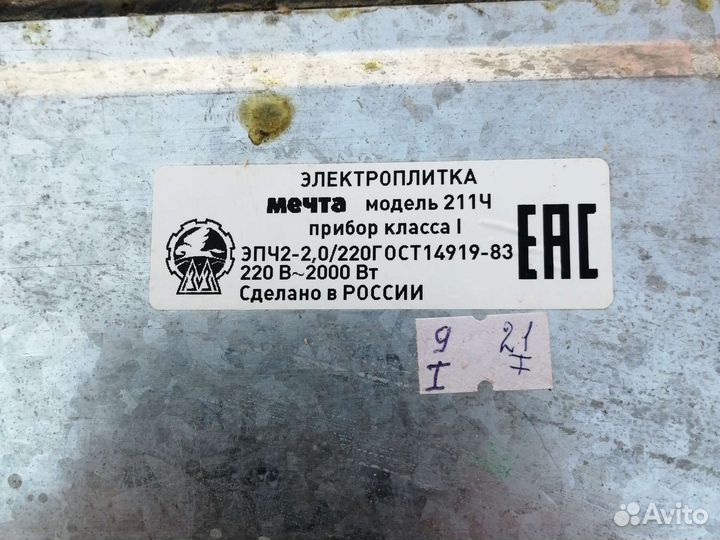 ЭЛЕКТРОПЛИТКА
мечта модель 211Ч
прибор класса I
ЭПЧ2-2,0/220ГОСТ14919-83
220 В~2000 Вт
Сделано в РОССИИ
EAC
9 21
I I
Avito